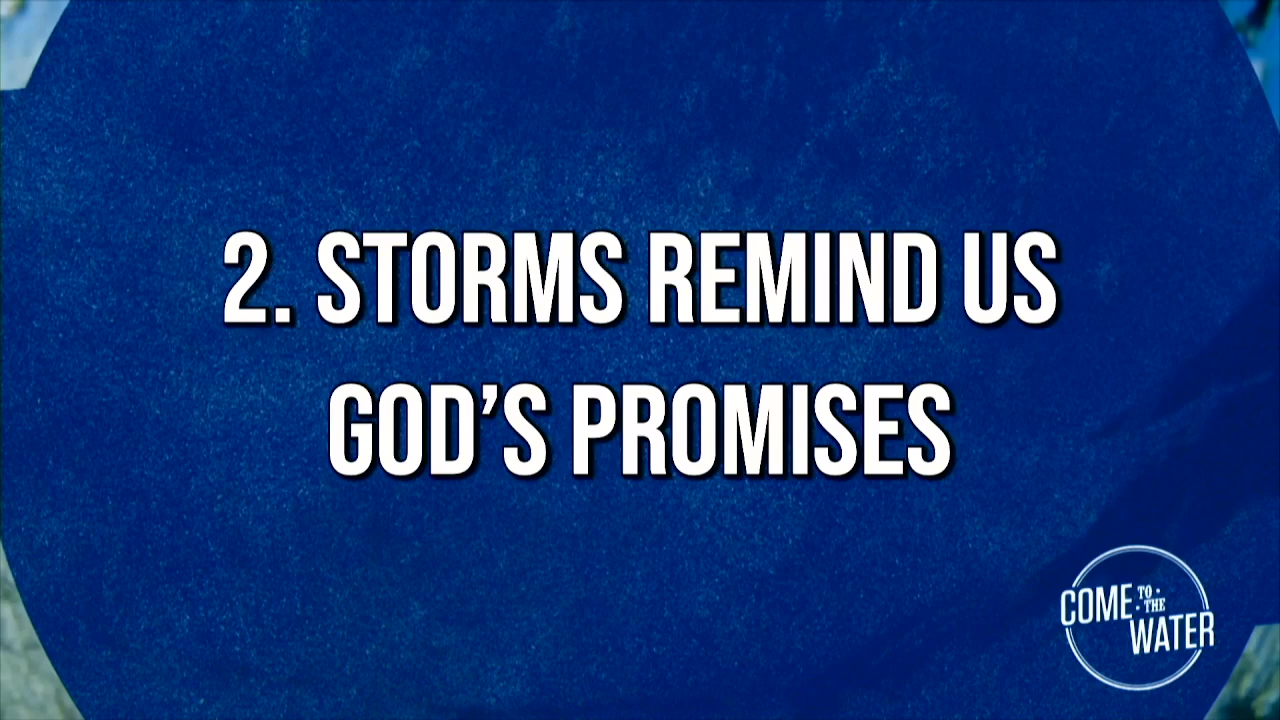 2. STORMS REMIND US
GOD’S PROMISES
COME TO
THE
WATER